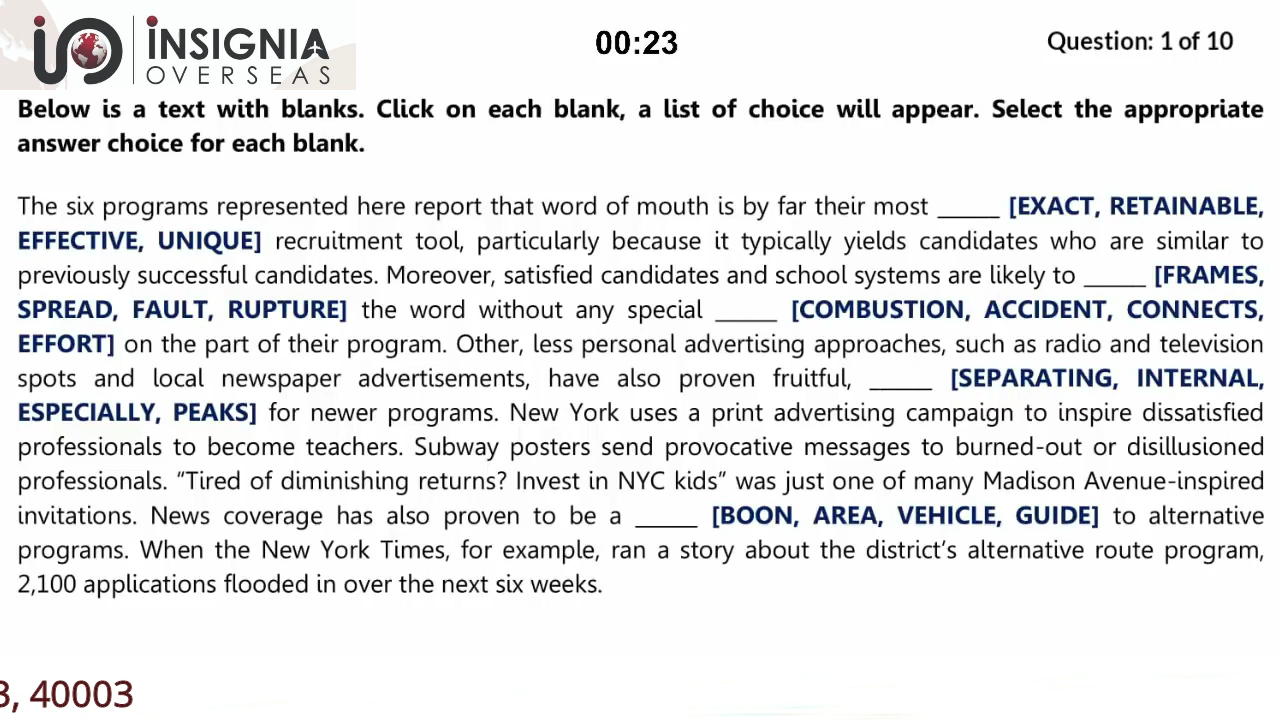 iO INSIGNIA OVERSEAS
00:23
Question: 1 of 10
Below is a text with blanks. Click on each blank, a list of choice will appear. Select the appropriate
answer choice for each blank.
The six programs represented here report that word of mouth is by far their most _____ [EXACT, RETAINABLE,
EFFECTIVE, UNIQUE] recruitment tool, particularly because it typically yields candidates who are similar to
previously successful candidates. Moreover, satisfied candidates and school systems are likely to _____ [FRAMES,
SPREAD, FAULT, RUPTURE] the word without any special _____ [COMBUSTION, ACCIDENT, CONNECTS,
EFFORT] on the part of their program. Other, less personal advertising approaches, such as radio and television
spots and local newspaper advertisements, have also proven fruitful, _____ [SEPARATING, INTERNAL,
ESPECIALLY, PEAKS] for newer programs. New York uses a print advertising campaign to inspire dissatisfied
professionals to become teachers. Subway posters send provocative messages to burned-out or disillusioned
professionals. “Tired of diminishing returns? Invest in NYC kids” was just one of many Madison Avenue-inspired
invitations. News coverage has also proven to be a _____ [BOON, AREA, VEHICLE, GUIDE] to alternative
programs. When the New York Times, for example, ran a story about the district’s alternative route program,
2,100 applications flooded in over the next six weeks.
3, 40003